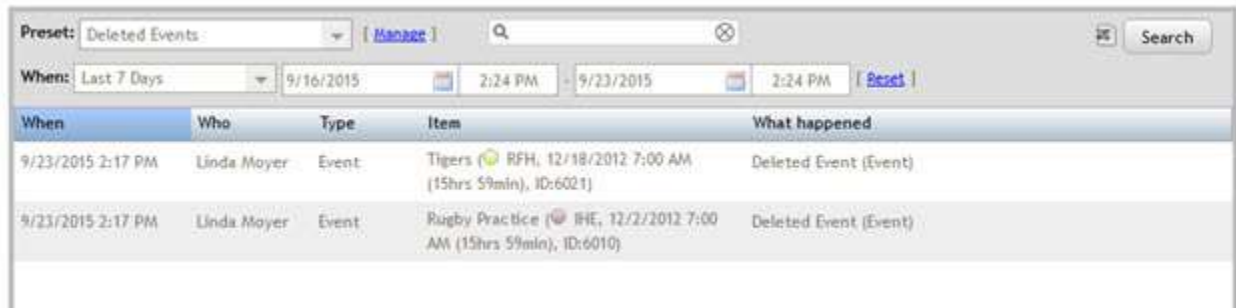 Preset: Deleted Events [ Manage ] Search
When: Last 7 Days 9/16/2015 2:24 PM - 9/23/2015 2:24 PM [ Reset ]
When Who Type Item What happened
9/23/2015 2:17 PM Linda Moyer Event Tigers ( RFH, 12/18/2012 7:00 AM Deleted Event (Event)
(15hrs 59min), ID:6021)
9/23/2015 2:17 PM Linda Moyer Event Rugby Practice ( IHE, 12/2/2012 7:00 Deleted Event (Event)
AM (15hrs 59min), ID:6010)